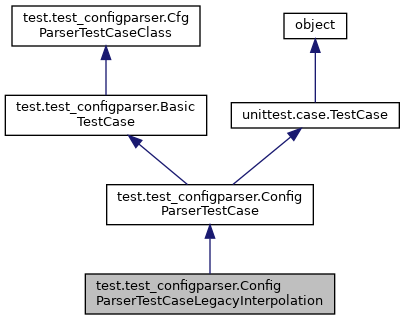 test.test_configparser.Cfg
ParserTestCaseClass
object
test.test_configparser.Basic
TestCase
unittest.case.TestCase
test.test_configparser.Config
ParserTestCase
test.test_configparser.Config
ParserTestCaseLegacyInterpolation